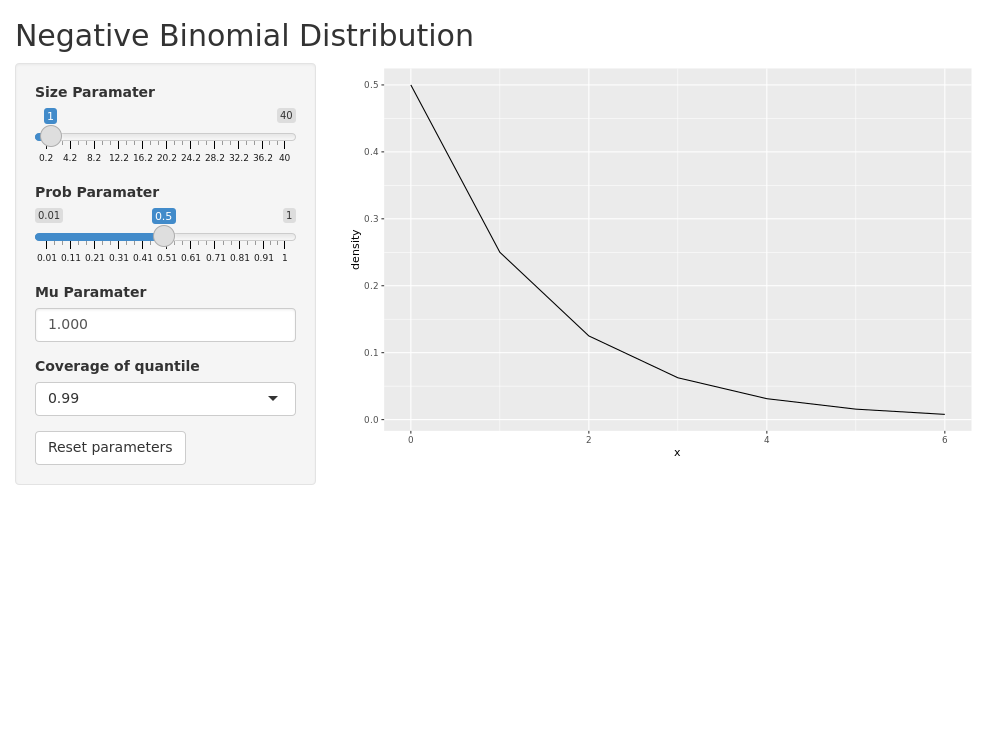 Negative Binomial Distribution
Size Paramater
1 40
0.2 4.2 8.2 12.2 16.2 20.2 24.2 28.2 32.2 36.2 40
Prob Paramater
0.01 0.5 1
0.01 0.11 0.21 0.31 0.41 0.51 0.61 0.71 0.81 0.91 1
Mu Paramater
1.000
Coverage of quantile
0.99
Reset parameters
density
0.5
0.4
0.3
0.2
0.1
0.0
0 2 4 6
x